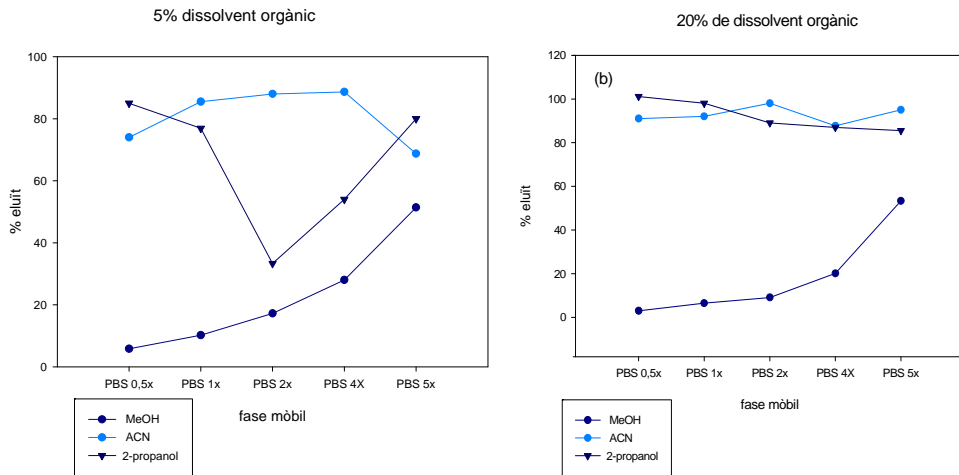 5% dissolvent orgànic
100
80
60
40
20
0
% eluït
PBS 0,5x PBS 1x PBS 2x PBS 4X PBS 5x
fase mòbil
MeOH
ACN
2-propanol
20% de dissolvent orgànic
(b)
120
100
80
60
40
20
0
% eluït
PBS 0,5x PBS 1x PBS 2x PBS 4X PBS 5x
fase mòbil
MeOH
ACN
2-propanol